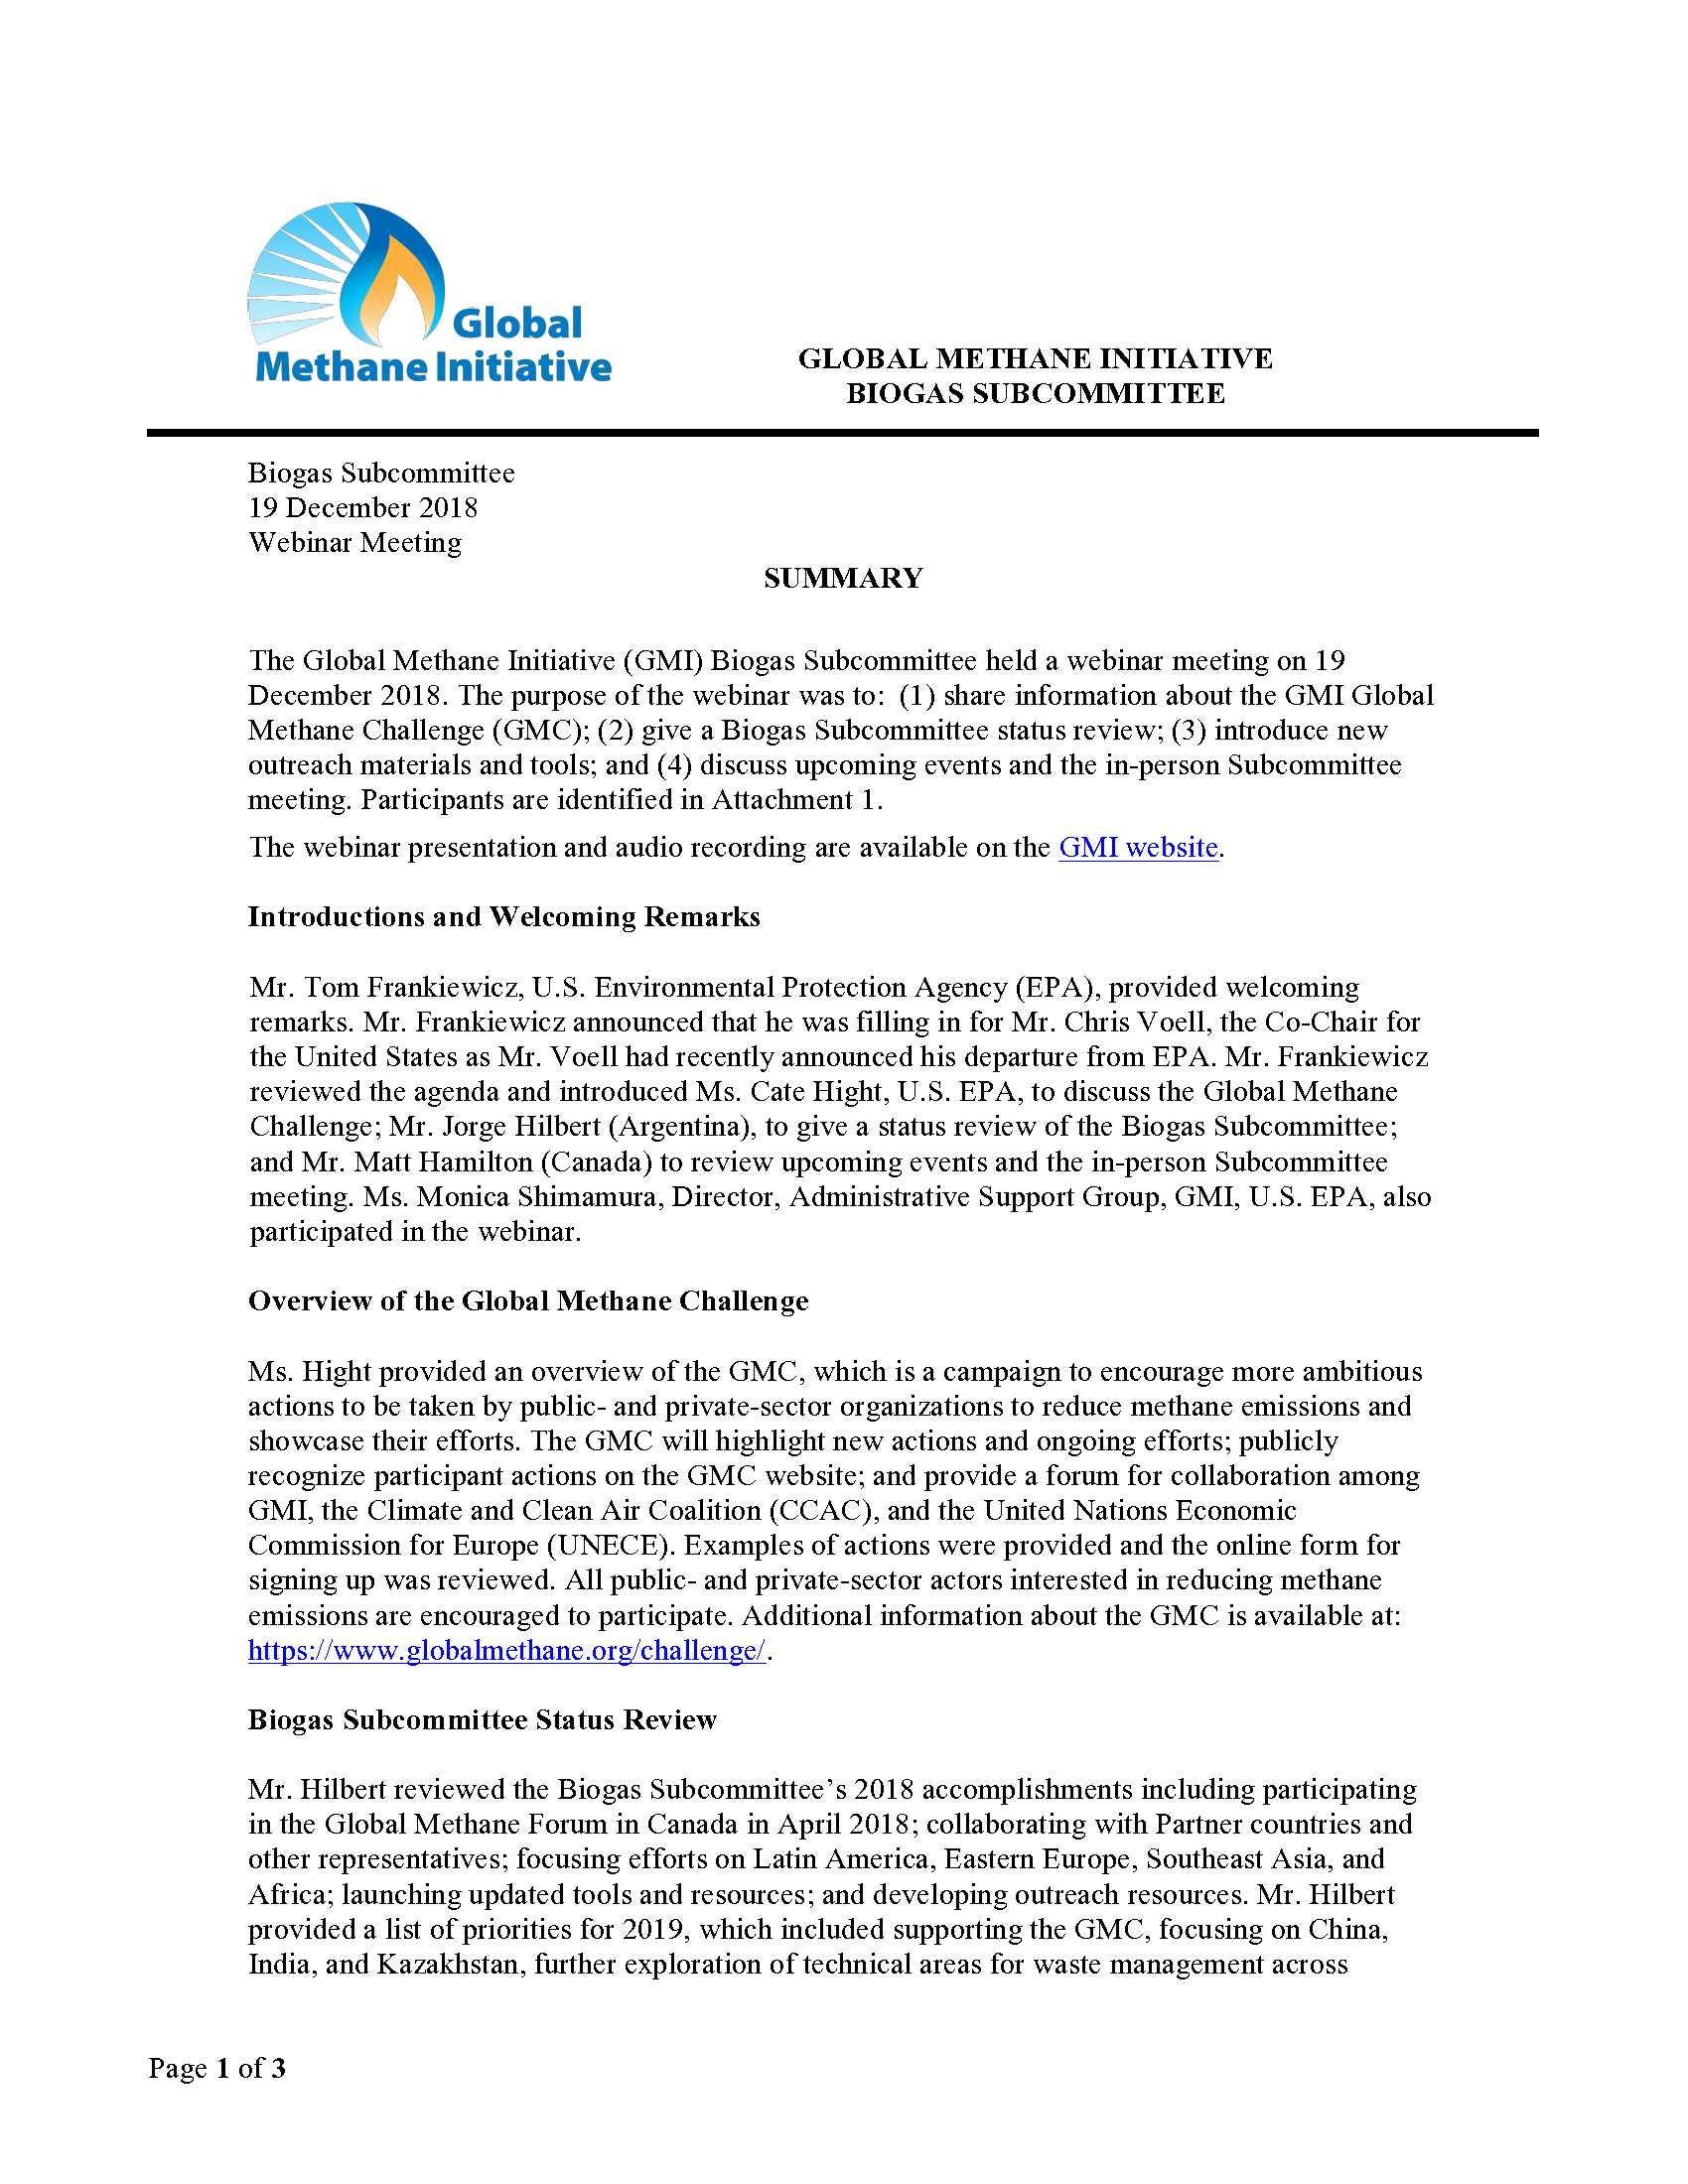 Global
Methane Initiative
GLOBAL METHANE INITIATIVE
BIOGAS SUBCOMMITTEE
Biogas Subcommittee
19 December 2018
Webinar Meeting
SUMMARY
The Global Methane Initiative (GMI) Biogas Subcommittee held a webinar meeting on 19
December 2018. The purpose of the webinar was to:  (1) share information about the GMI Global
Methane Challenge (GMC); (2) give a Biogas Subcommittee status review; (3) introduce new
outreach materials and tools; and (4) discuss upcoming events and the in-person Subcommittee
meeting. Participants are identified in Attachment 1.
The webinar presentation and audio recording are available on the GMI website.
Introductions and Welcoming Remarks
Mr. Tom Frankiewicz, U.S. Environmental Protection Agency (EPA), provided welcoming
remarks. Mr. Frankiewicz announced that he was filling in for Mr. Chris Voell, the Co-Chair for
the United States as Mr. Voell had recently announced his departure from EPA. Mr. Frankiewicz
reviewed the agenda and introduced Ms. Cate Hight, U.S. EPA, to discuss the Global Methane
Challenge; Mr. Jorge Hilbert (Argentina), to give a status review of the Biogas Subcommittee;
and Mr. Matt Hamilton (Canada) to review upcoming events and the in-person Subcommittee
meeting. Ms. Monica Shimamura, Director, Administrative Support Group, GMI, U.S. EPA, also
participated in the webinar.
Overview of the Global Methane Challenge
Ms. Hight provided an overview of the GMC, which is a campaign to encourage more ambitious
actions to be taken by public- and private-sector organizations to reduce methane emissions and
showcase their efforts. The GMC will highlight new actions and ongoing efforts; publicly
recognize participant actions on the GMC website; and provide a forum for collaboration among
GMI, the Climate and Clean Air Coalition (CCAC), and the United Nations Economic
Commission for Europe (UNECE). Examples of actions were provided and the online form for
signing up was reviewed. All public- and private-sector actors interested in reducing methane
emissions are encouraged to participate. Additional information about the GMC is available at:
https://www.globalmethane.org/challenge/.
Biogas Subcommittee Status Review
Mr. Hilbert reviewed the Biogas Subcommittee’s 2018 accomplishments including participating
in the Global Methane Forum in Canada in April 2018; collaborating with Partner countries and
other representatives; focusing efforts on Latin America, Eastern Europe, Southeast Asia, and
Africa; launching updated tools and resources; and developing outreach resources. Mr. Hilbert
provided a list of priorities for 2019, which included supporting the GMC, focusing on China,
India, and Kazakhstan, further exploration of technical areas for waste management across
Page 1 of 3